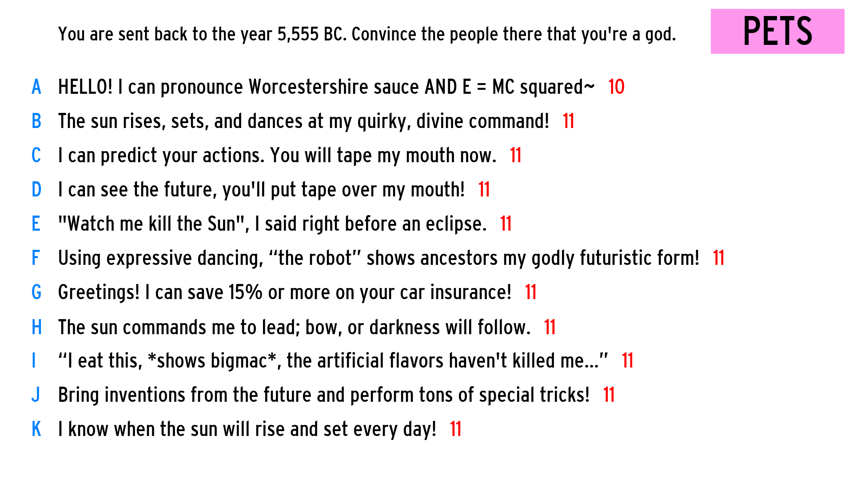 You are sent back to the year 5,555 BC. Convince the people there that you're a god.
PETS
A HELLO! I can pronounce Worcestershire sauce AND E = MC squared~ 10
B The sun rises, sets, and dances at my quirky, divine command! 11
C I can predict your actions. You will tape my mouth now. 11
D I can see the future, you'll put tape over my mouth! 11
E "Watch me kill the Sun", I said right before an eclipse. 11
F Using expressive dancing, “the robot” shows ancestors my godly futuristic form! 11
G Greetings! I can save 15% or more on your car insurance! 11
H The sun commands me to lead; bow, or darkness will follow. 11
I “I eat this, *shows bigmac*, the artificial flavors haven't killed me...” 11
J Bring inventions from the future and perform tons of special tricks! 11
K I know when the sun will rise and set every day! 11